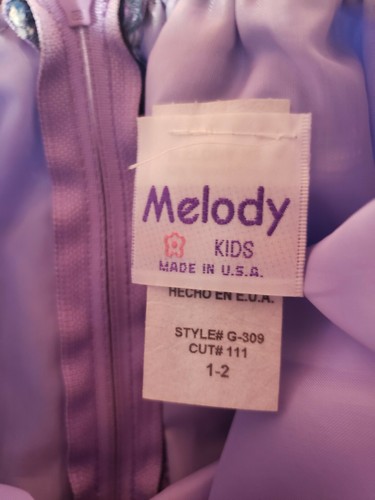 Melody
KIDS
MADE IN U.S.A.
HECHO EN E.U.A.
STYLE# G-309
CUT# 111
1-2